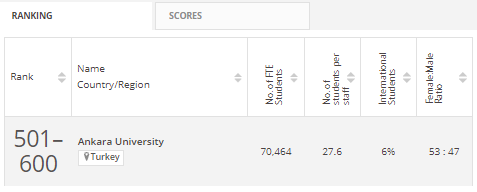 RANKING
SCORES
Rank
Name
Country/Region
No. of FTE
Students
No. of
students per
staff
International
Students
Female:Male
Ratio
501–
600
Ankara University
Turkey
70,464
27.6
6%
53 : 47